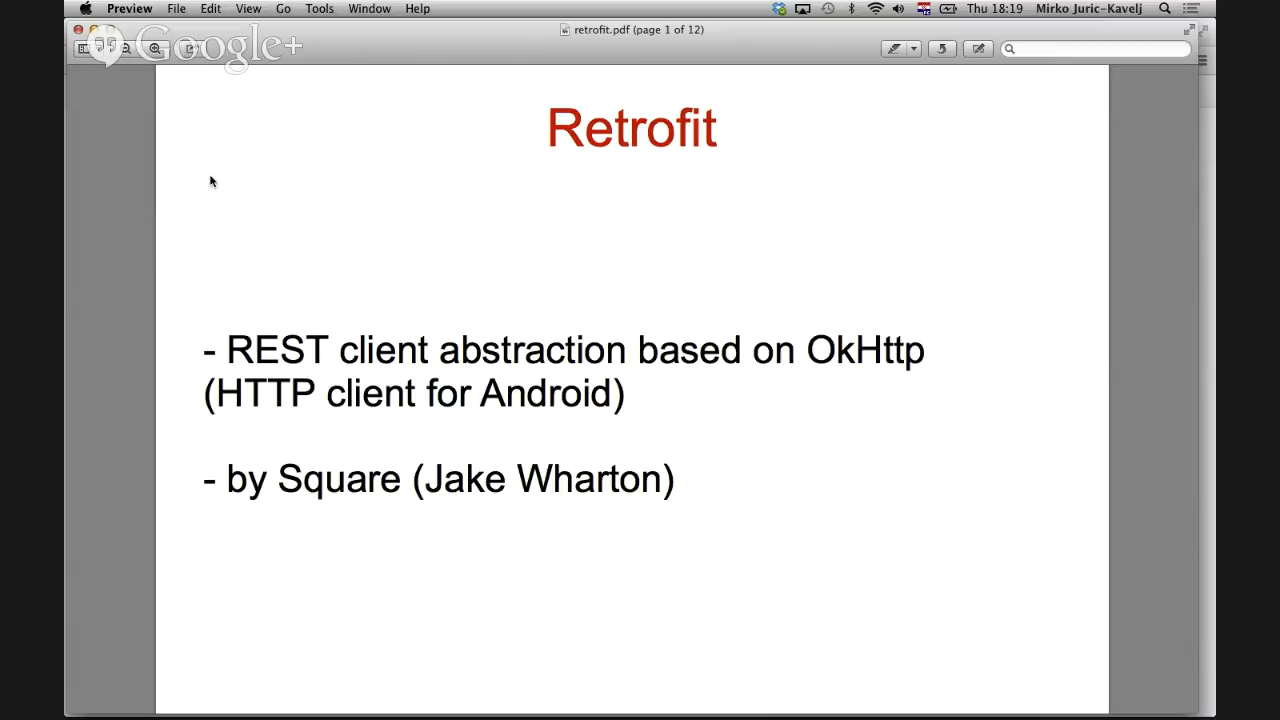 Preview File Edit View Go Tools Window Help Thu 18:19 Mirko Juric-Kavelj
retrofit.pdf (page 1 of 12)
Google+
Retrofit
- REST client abstraction based on OkHttp
(HTTP client for Android)
- by Square (Jake Wharton)